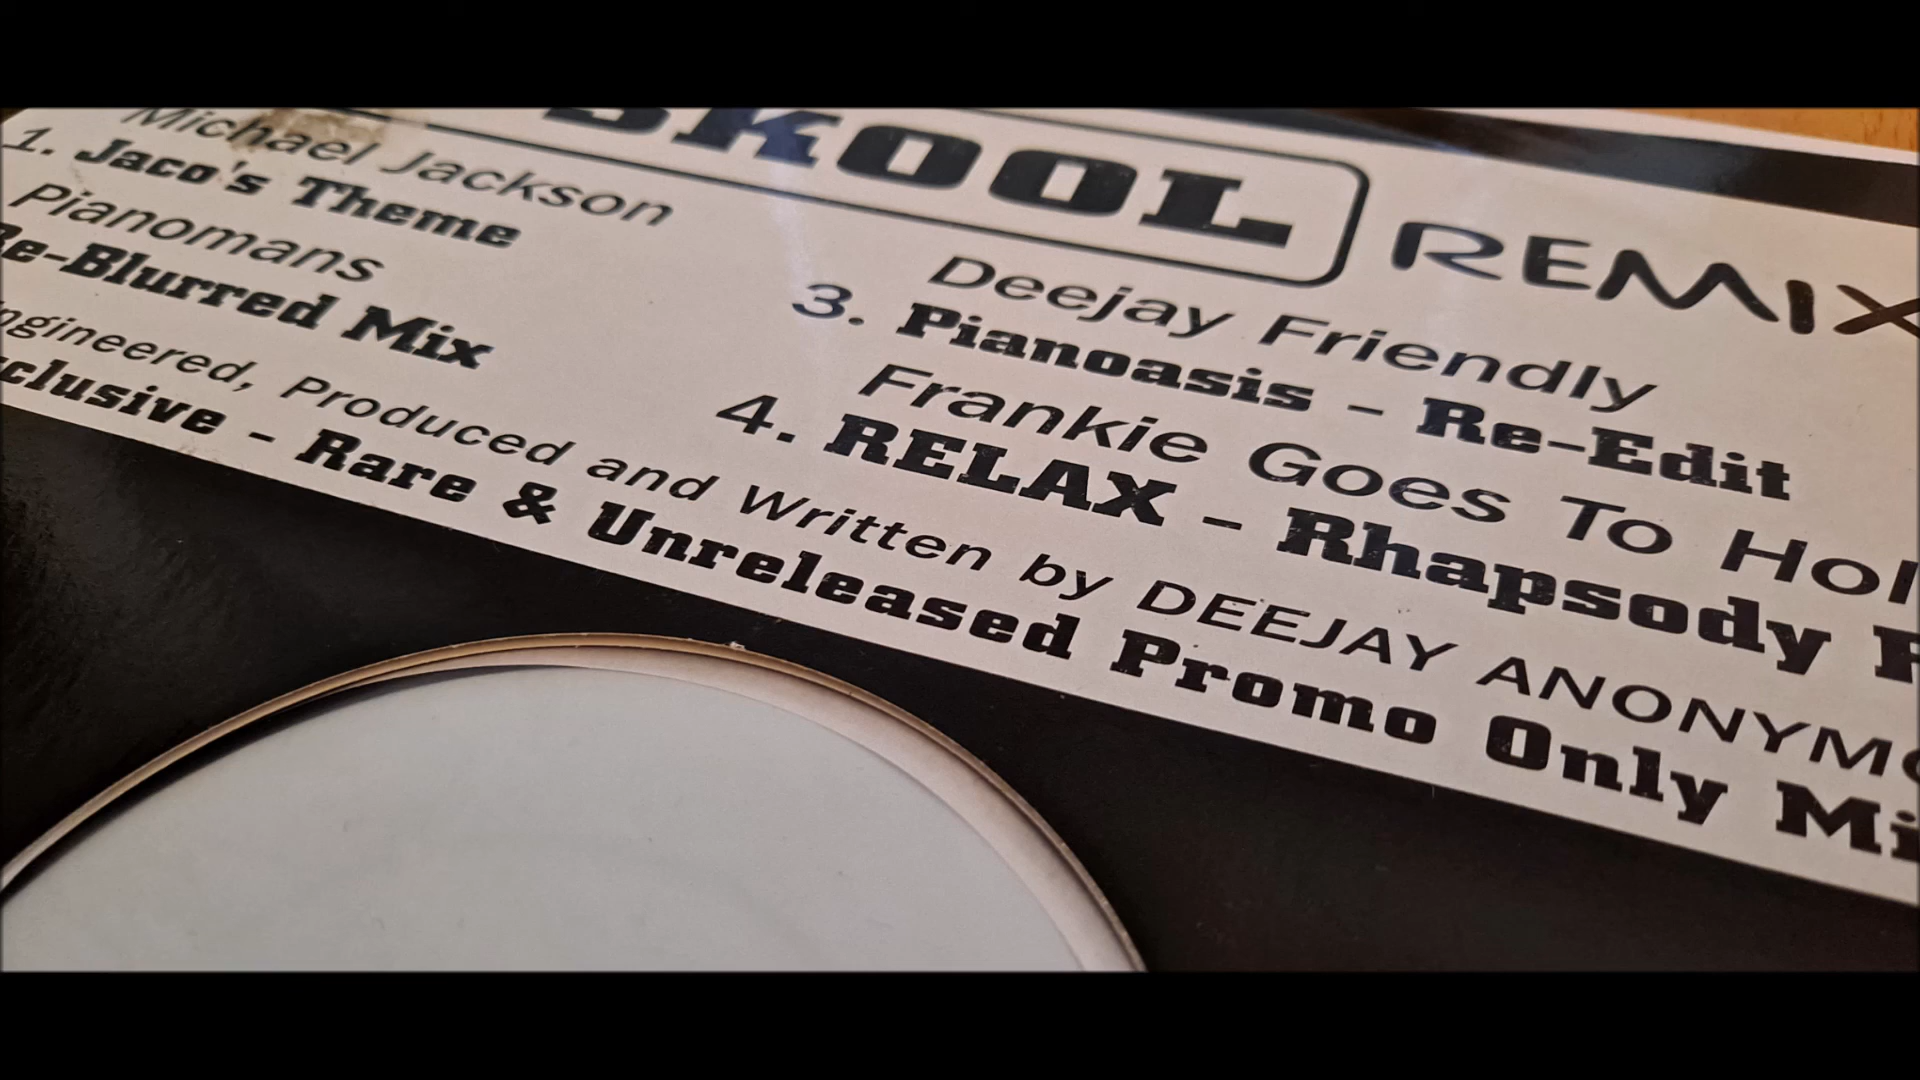 SKOOL REMIX
Michael Jackson
1. Jaco's Theme
Pianomans
Re-Blurred Mix
Deejay Friendly
3. Pianoasis - Re-Edit
Frankie Goes To Hol
4. RELAX - Rhapsody R
ngineered, Produced and Written by DEEJAY ANONYMO
clusive - Rare & Unreleased Promo Only Mi